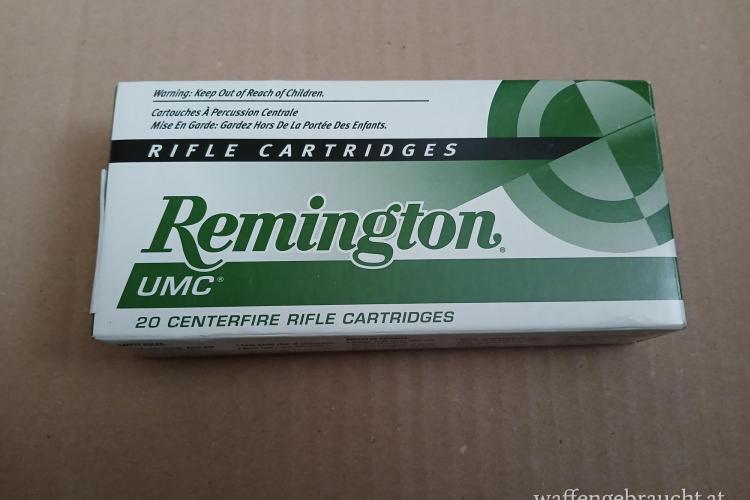 Warning: Keep Out of Reach of Children.
Cartouches À Percussion Centrale
Mise En Garde: Gardez Hors De La Portée Des Enfants.
RIFLE CARTRIDGES
Remington®
UMC®
20 CENTERFIRE RIFLE CARTRIDGES
waffengebraucht.at